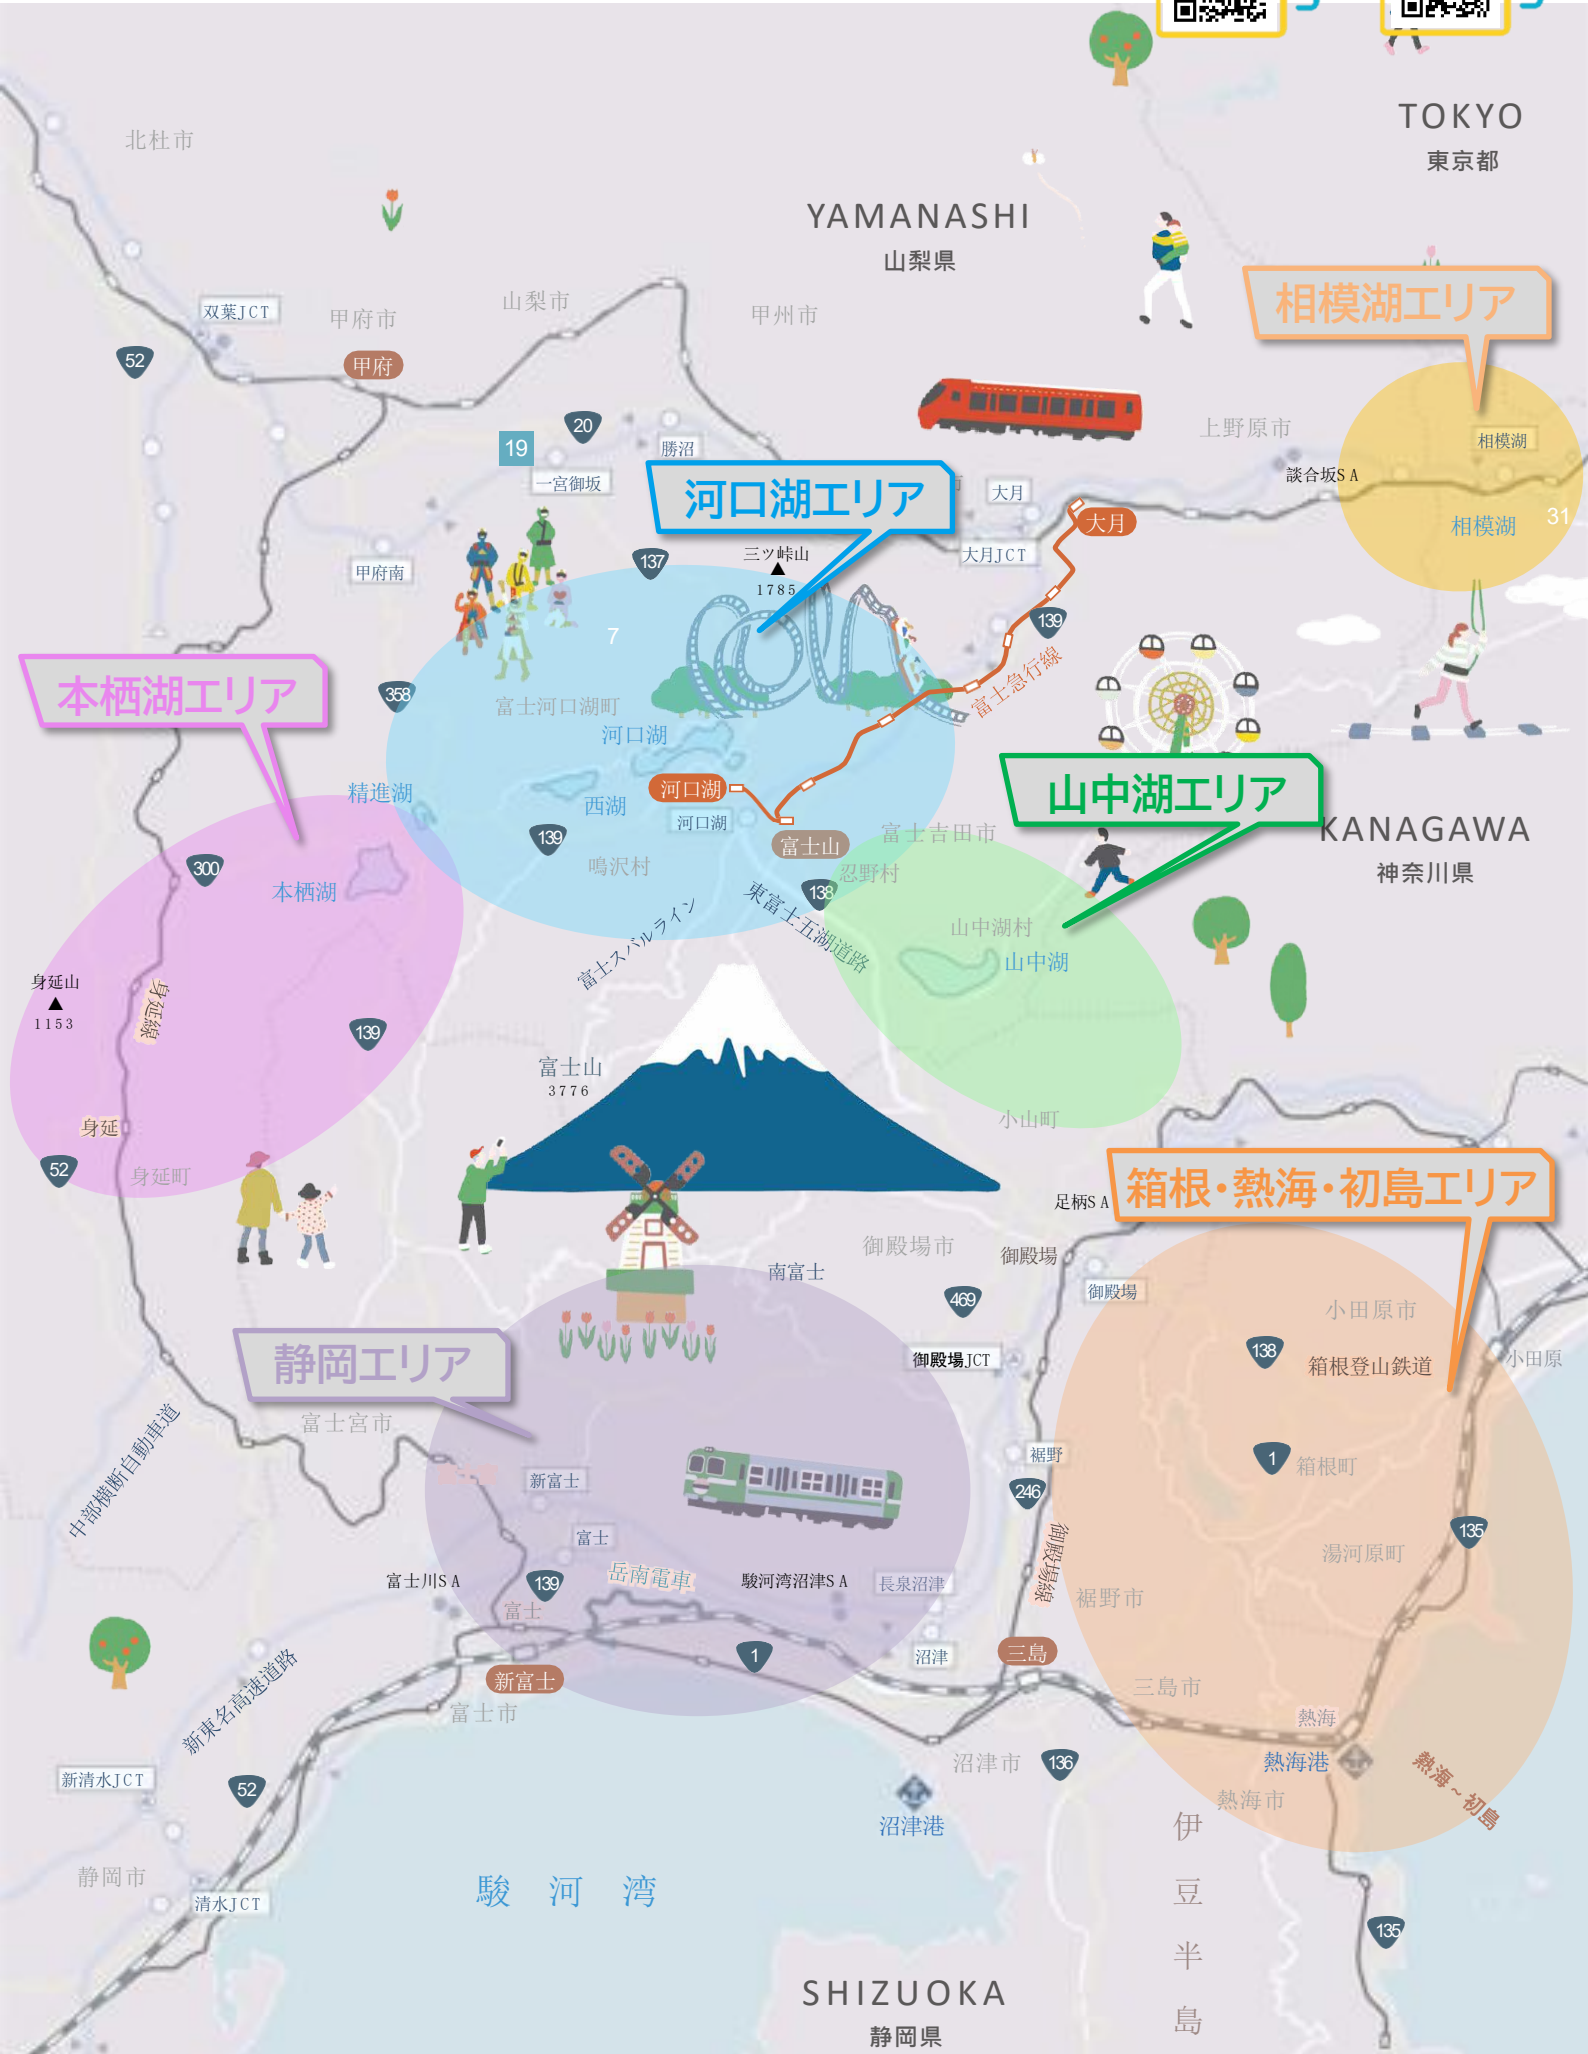 TOKYO
東京都
北杜市
YAMANASHI
山梨県
相模湖エリア
双葉JCT
甲府市
山梨市
甲州市
52
甲府
20
勝沼
19
一宮御坂
上野原市
相模湖
談合坂SA
河口湖エリア
市
大月
大月
相模湖
31
大月JCT
甲府南
137
三ツ峠山
1785
139
7
富士急行線
本栖湖エリア
358
富士河口湖町
河口湖
精進湖
西湖
河口湖
河口湖
山中湖エリア
139
富士山
富士吉田市
KANAGAWA
神奈川県
300
鳴沢村
忍野村
本栖湖
138
東富士五湖道路
富士スバルライン
山中湖村
山中湖
身延山
1153
身延線
139
富士山
3776
身延
小山町
52
身延町
箱根・熱海・初島エリア
足柄SA
御殿場市
御殿場
南富士
469
御殿場
小田原市
静岡エリア
御殿場JCT
138
箱根登山鉄道
小田原
富士宮市
中部横断自動車道
新富士
裾野
1
箱根町
246
富士
御殿場線
135
湯河原町
富士川SA
139
岳南電車
駿河湾沼津SA
長泉沼津
裾野市
富士
1
沼津
三島
新富士
新東名高速道路
富士市
三島市
熱海
沼津市
136
熱海港
熱海~初島
新清水JCT
52
沼津港
熱海市
伊豆半島
静岡市
清水JCT
駿河湾
135
SHIZUOKA
静岡県